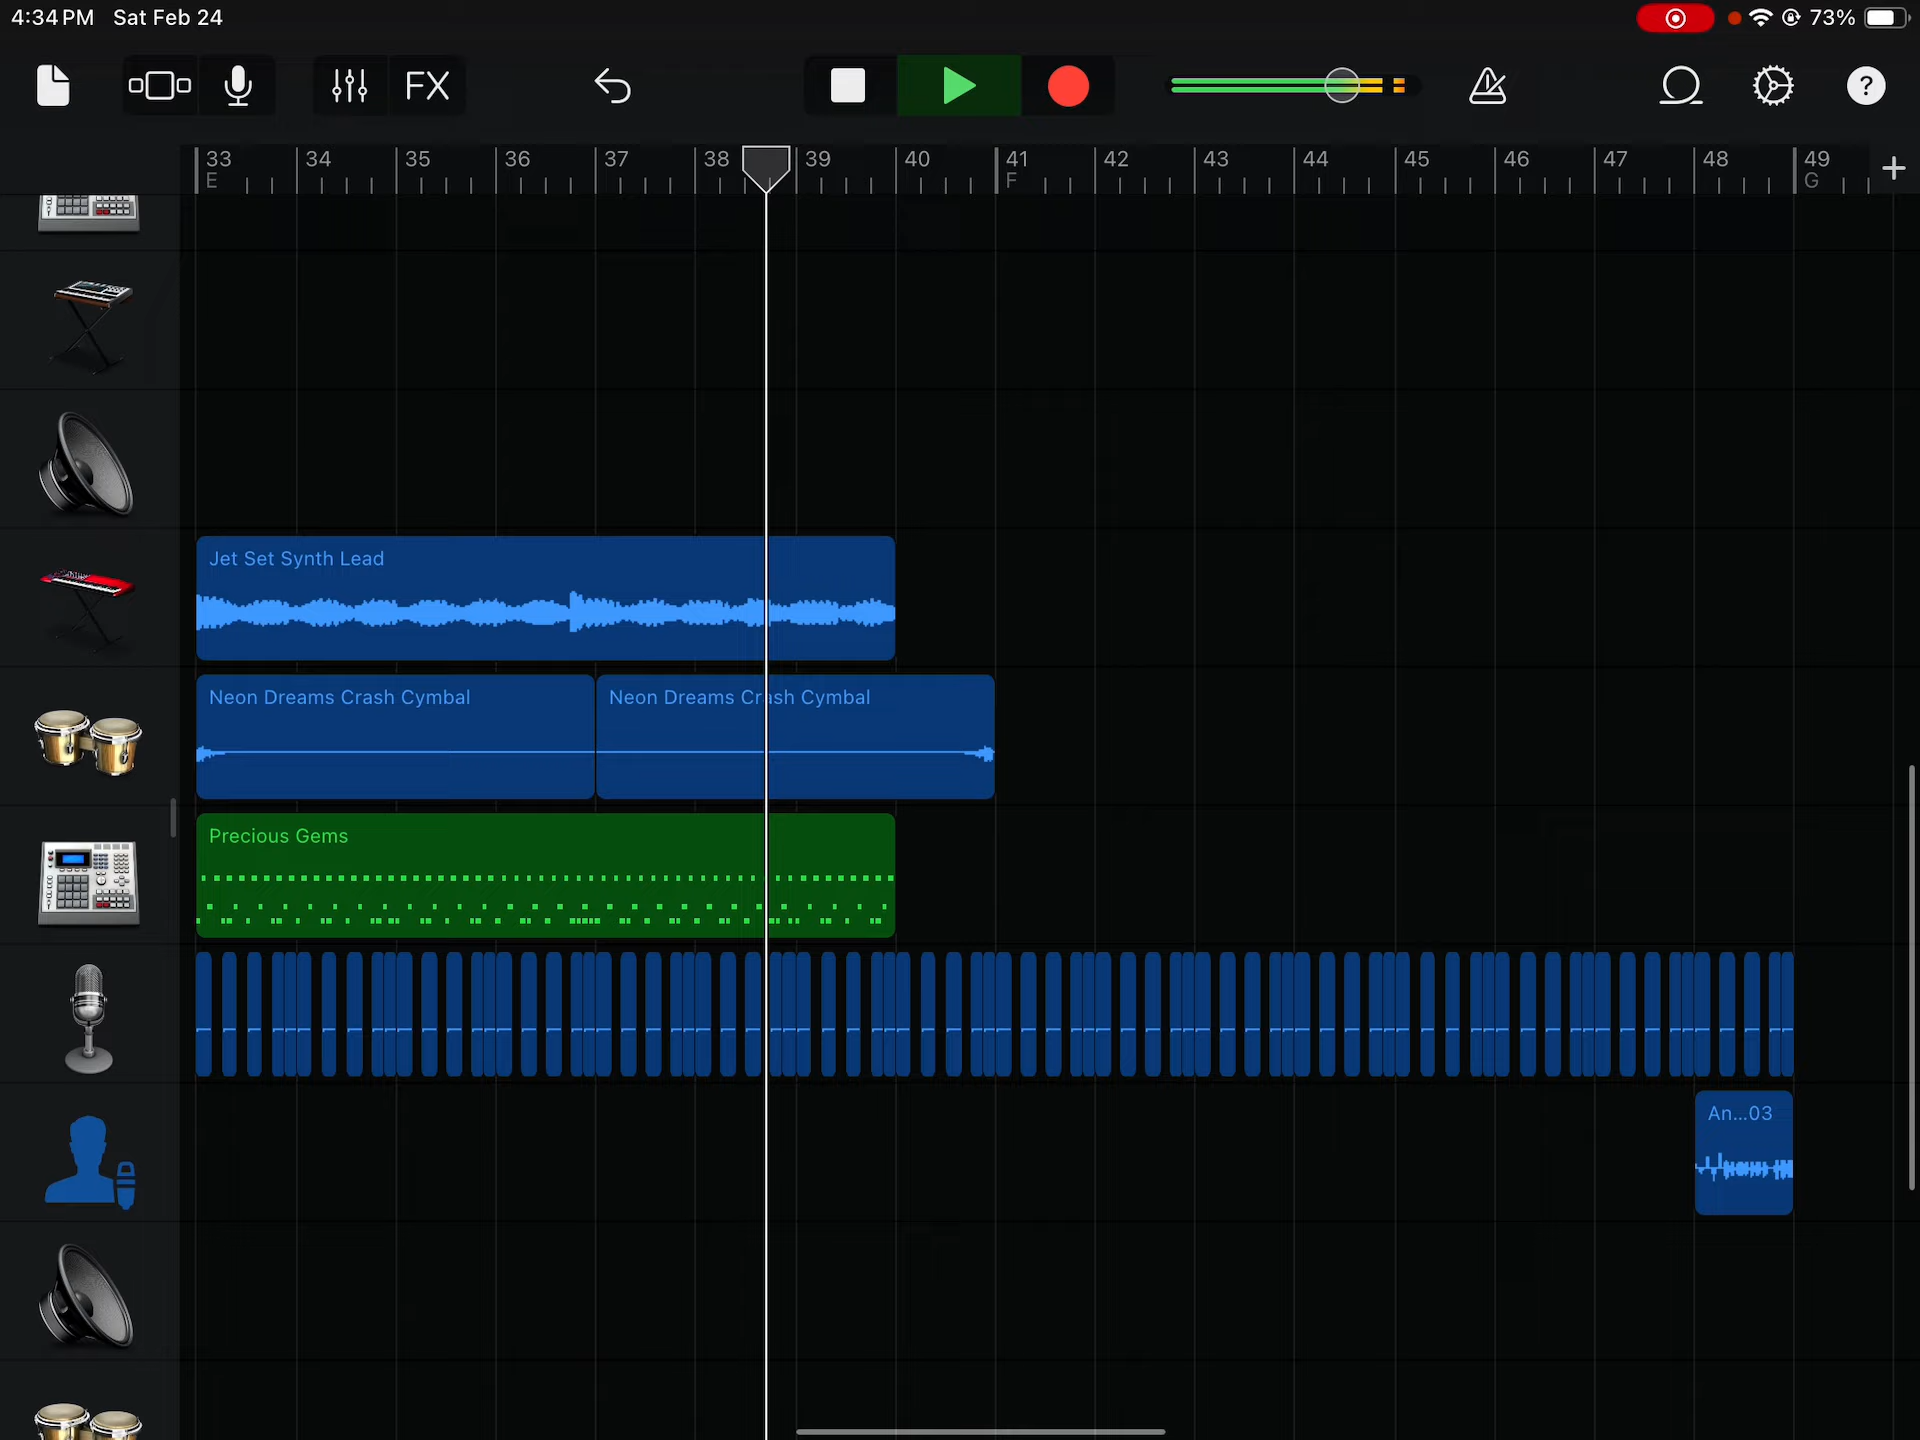 4:34 PM Sat Feb 24 73%
FX ?
33 34 35 36 37 38 39 40 41 42 43 44 45 46 47 48 49
E F G
Jet Set Synth Lead
Neon Dreams Crash Cymbal Neon Dreams Crash Cymbal
Precious Gems
An...03